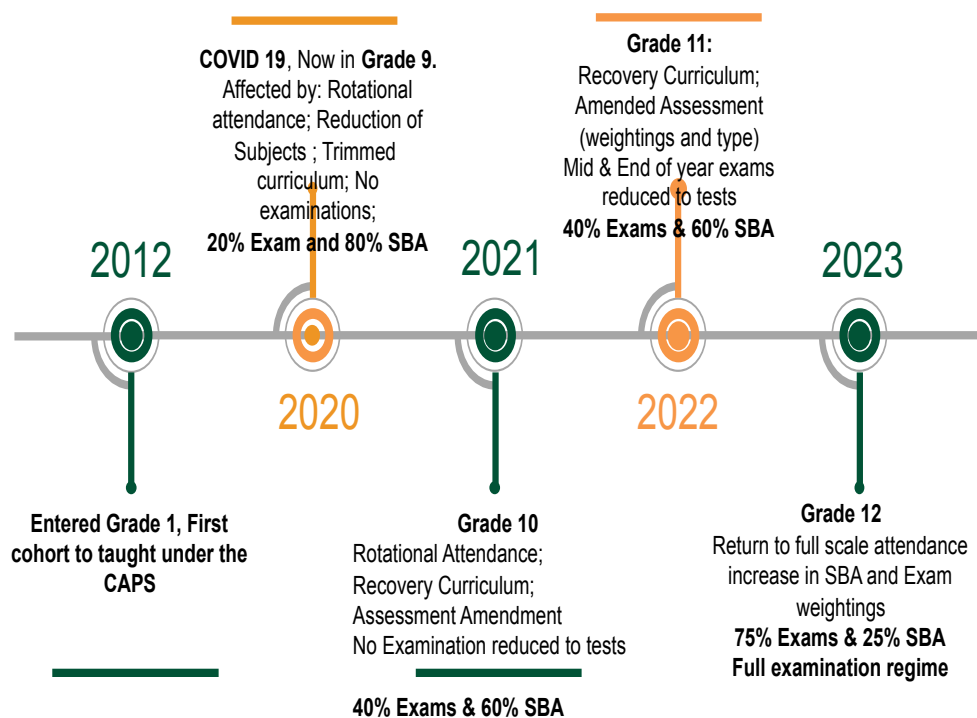 COVID 19, Now in Grade 9.
Affected by: Rotational
attendance; Reduction of
Subjects ; Trimmed
curriculum; No
examinations;
20% Exam and 80% SBA
Grade 11:
Recovery Curriculum;
Amended Assessment
(weightings and type)
Mid & End of year exams
reduced to tests
40% Exams & 60% SBA
2012
2021
2023
2020
2022
Entered Grade 1, First
cohort to taught under the
CAPS
Grade 10
Rotational Attendance;
Recovery Curriculum;
Assessment Amendment
No Examination reduced to tests
40% Exams & 60% SBA
Grade 12
Return to full scale attendance
increase in SBA and Exam
weightings
75% Exams & 25% SBA
Full examination regime